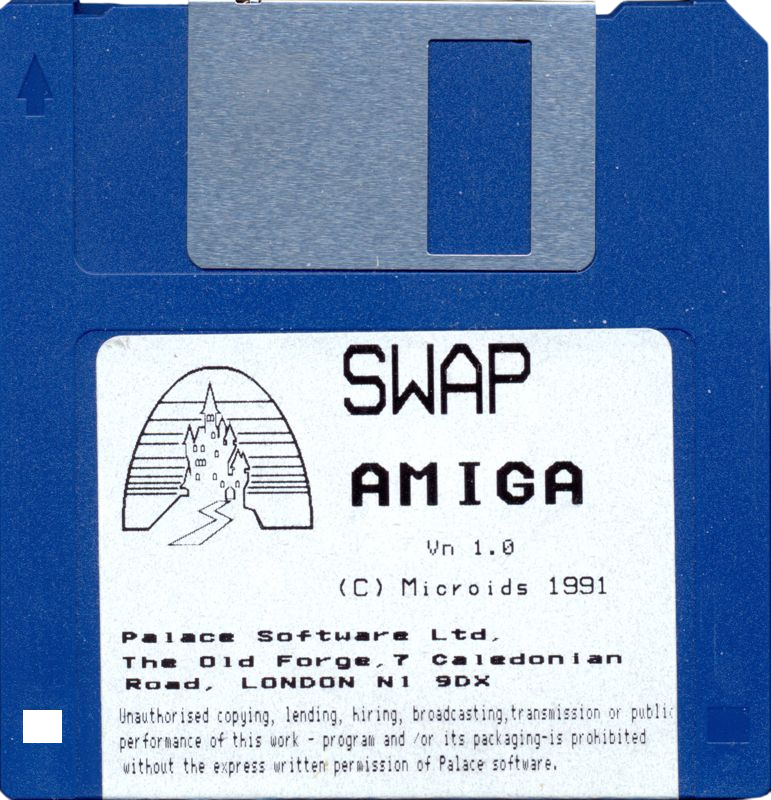 SWAP
AMIGA
Vn 1.0
(C) Microids 1991
Palace Software Ltd,
The Old Forge,7 Caledonian
Road, LONDON N1 9DX
Unauthorised copying, lending, hiring, broadcasting,transmission or public
performance of this work - program and /or its packaging-is prohibited
without the express written permission of Palace software.